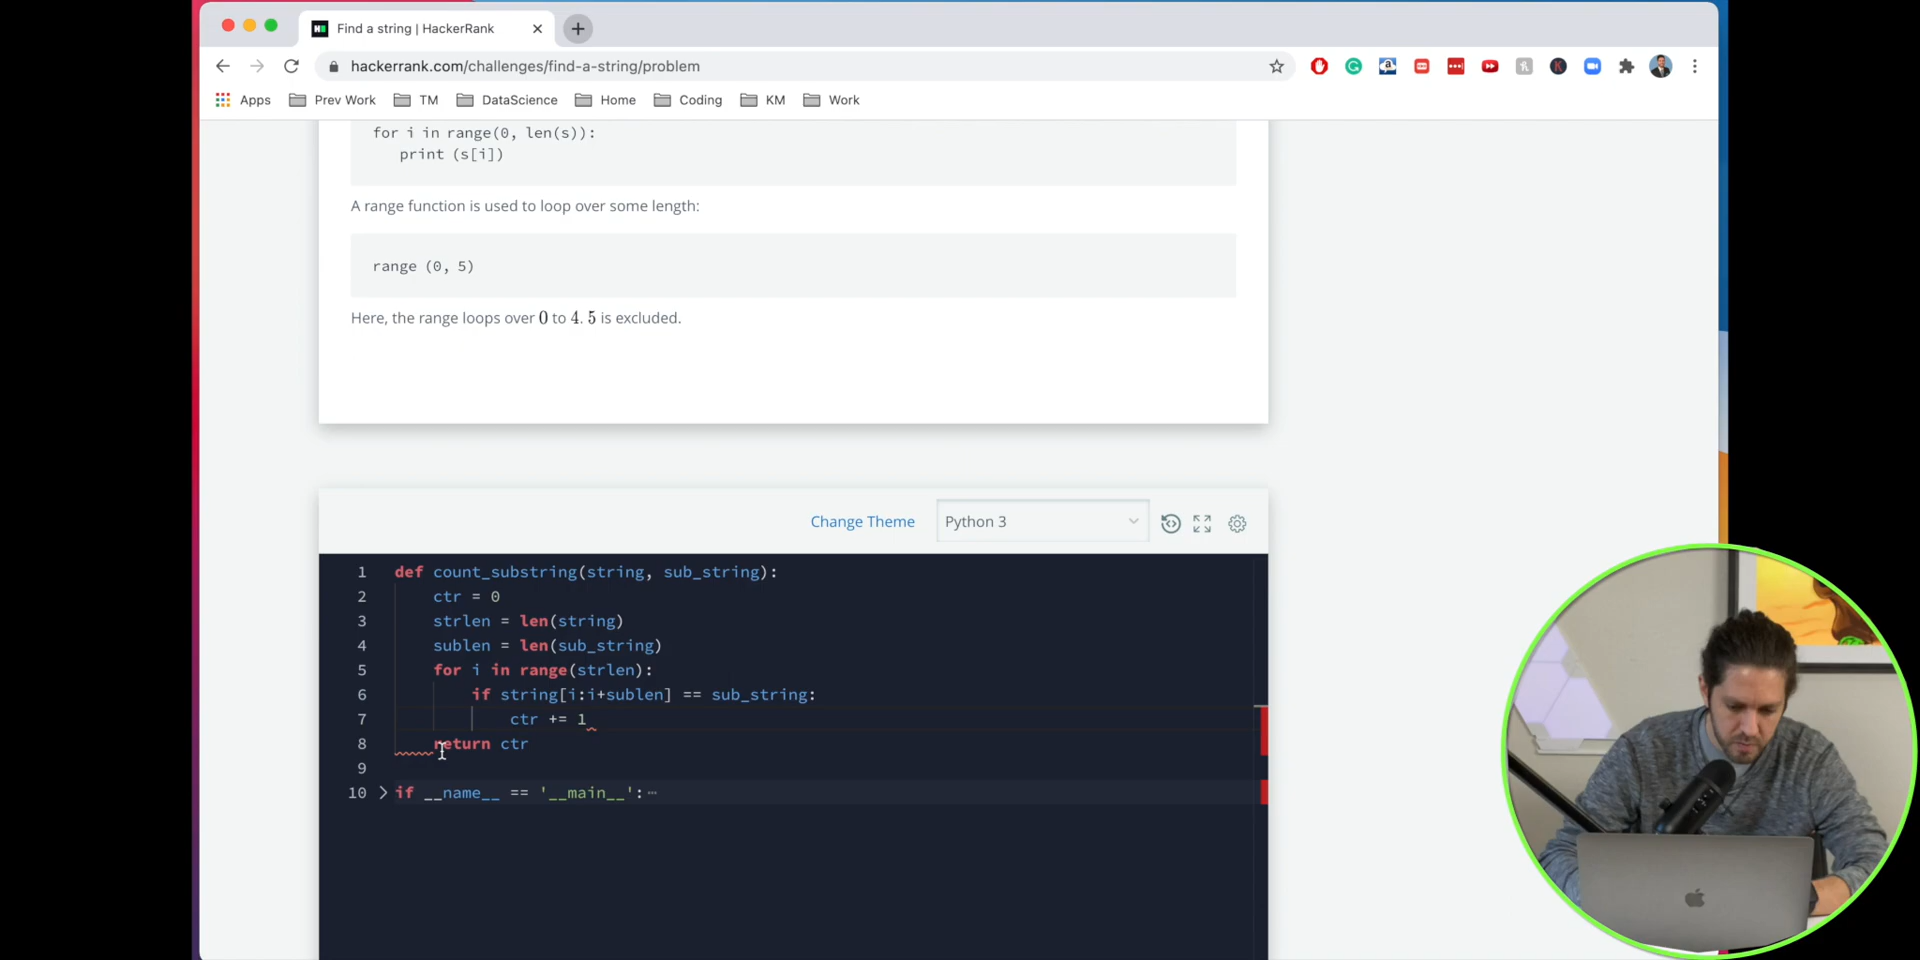 Find a string | HackerRank
hackerrank.com/challenges/find-a-string/problem
Apps Prev Work TM DataScience Home Coding KM Work
for i in range(0, len(s)):
print (s[i])
A range function is used to loop over some length:
range (0, 5)
Here, the range loops over 0 to 4. 5 is excluded.
Change Theme Python 3
1 def count_substring(string, sub_string):
2 ctr = 0
3 strlen = len(string)
4 sublen = len(sub_string)
5 for i in range(strlen):
6 if string[i:i+sublen] == sub_string:
7 ctr += 1
8 return ctr
9
10 if __name__ == '__main__':